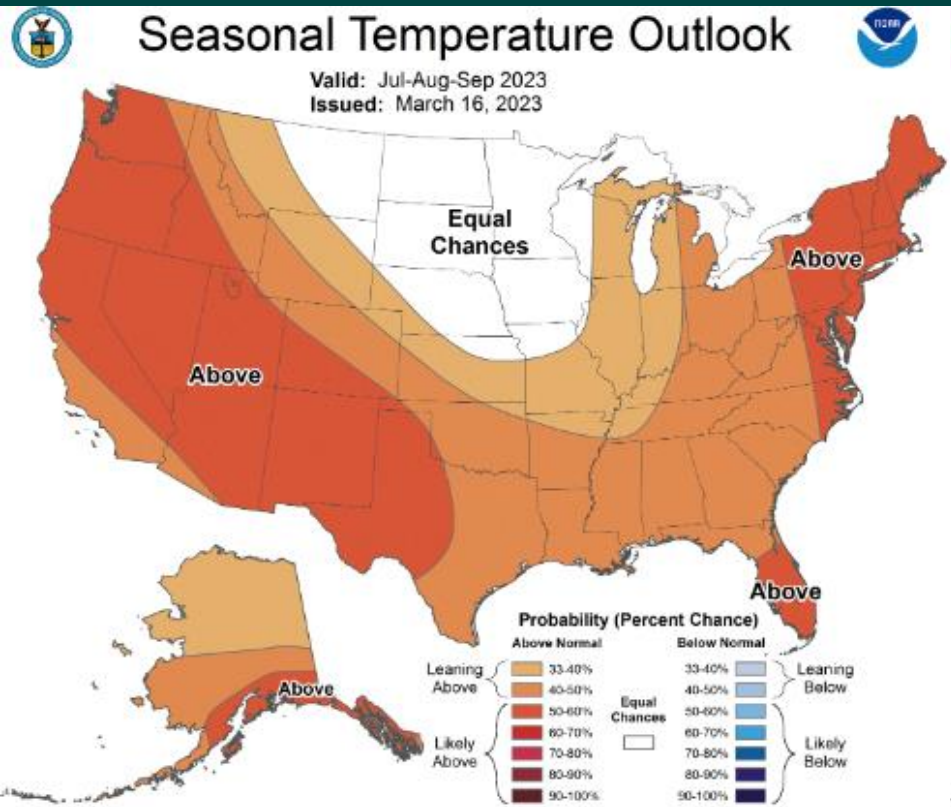 Seasonal Temperature Outlook
NOAA
Valid: Jul-Aug-Sep 2023
Issued: March 16, 2023
Equal
Chances
Above
Above
Above
Above
Probability (Percent Chance)
Above Normal
Below Normal
Leaning
Above
33-40%
40-50%
Likely
Above
50-60%
60-70%
70-80%
80-90%
90-100%
Equal
Chances
33-40%
40-50%
Leaning
Below
50-60%
60-70%
70-80%
80-90%
90-100%
Likely
Below